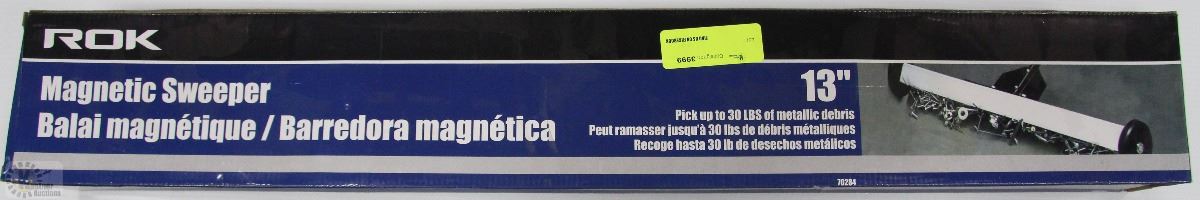 ROK
Magnetic Sweeper
Balai magnétique / Barredora magnética
13"
Pick up to 30 LBS of metallic debris
Peut ramasser jusqu'à 30 lbs de débris métalliques
Recoge hasta 30 lb de desechos metálicos
70284
3999